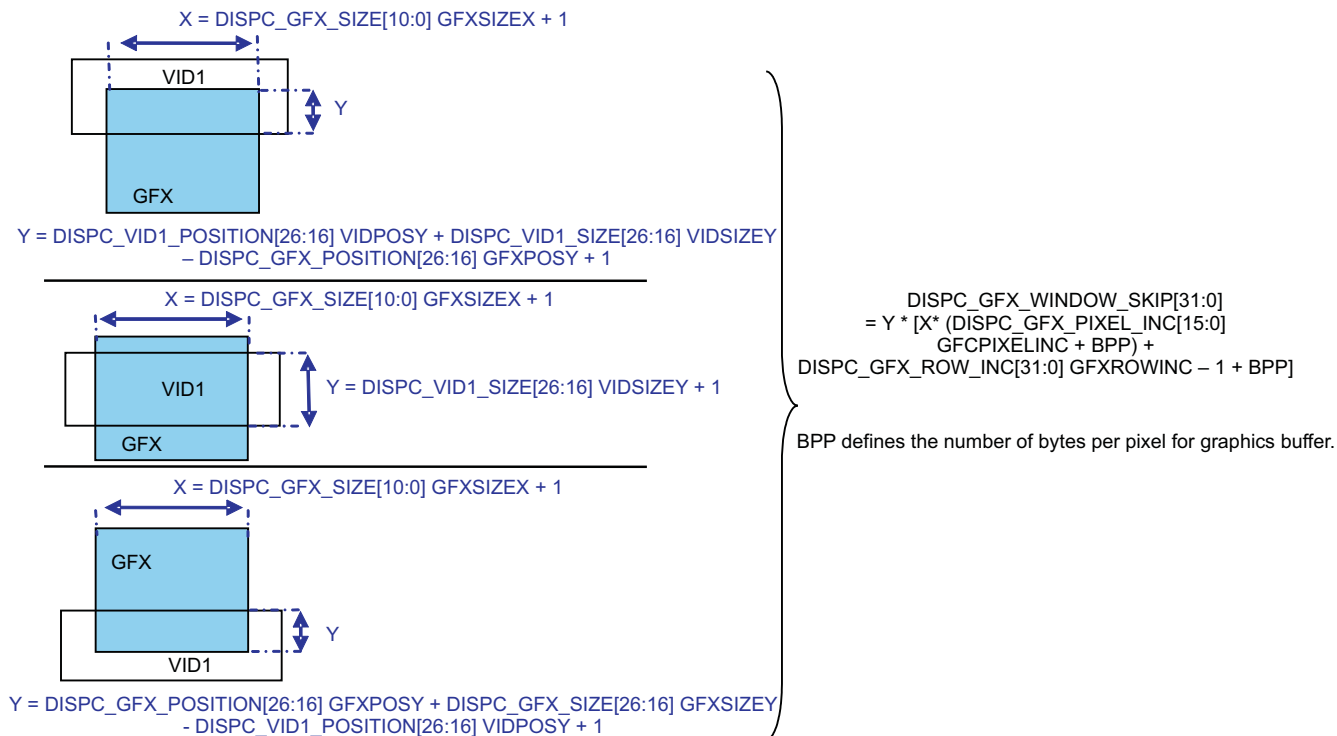 X = DISPC_GFX_SIZE[10:0] GFXSIZEX + 1
VID1
Y
GFX
Y = DISPC_VID1_POSITION[26:16] VIDPOSY + DISPC_VID1_SIZE[26:16] VIDSIZEY
– DISPC_GFX_POSITION[26:16] GFXPOSY + 1
X = DISPC_GFX_SIZE[10:0] GFXSIZEX + 1
VID1
Y = DISPC_VID1_SIZE[26:16] VIDSIZEY + 1
GFX
X = DISPC_GFX_SIZE[10:0] GFXSIZEX + 1
GFX
Y
VID1
Y = DISPC_GFX_POSITION[26:16] GFXPOSY + DISPC_GFX_SIZE[26:16] GFXSIZEY
- DISPC_VID1_POSITION[26:16] VIDPOSY + 1
DISPC_GFX_WINDOW_SKIP[31:0]
= Y * [X* (DISPC_GFX_PIXEL_INC[15:0]
GFCPIXELINC + BPP) +
DISPC_GFX_ROW_INC[31:0] GFXROWINC – 1 + BPP]
BPP defines the number of bytes per pixel for graphics buffer.